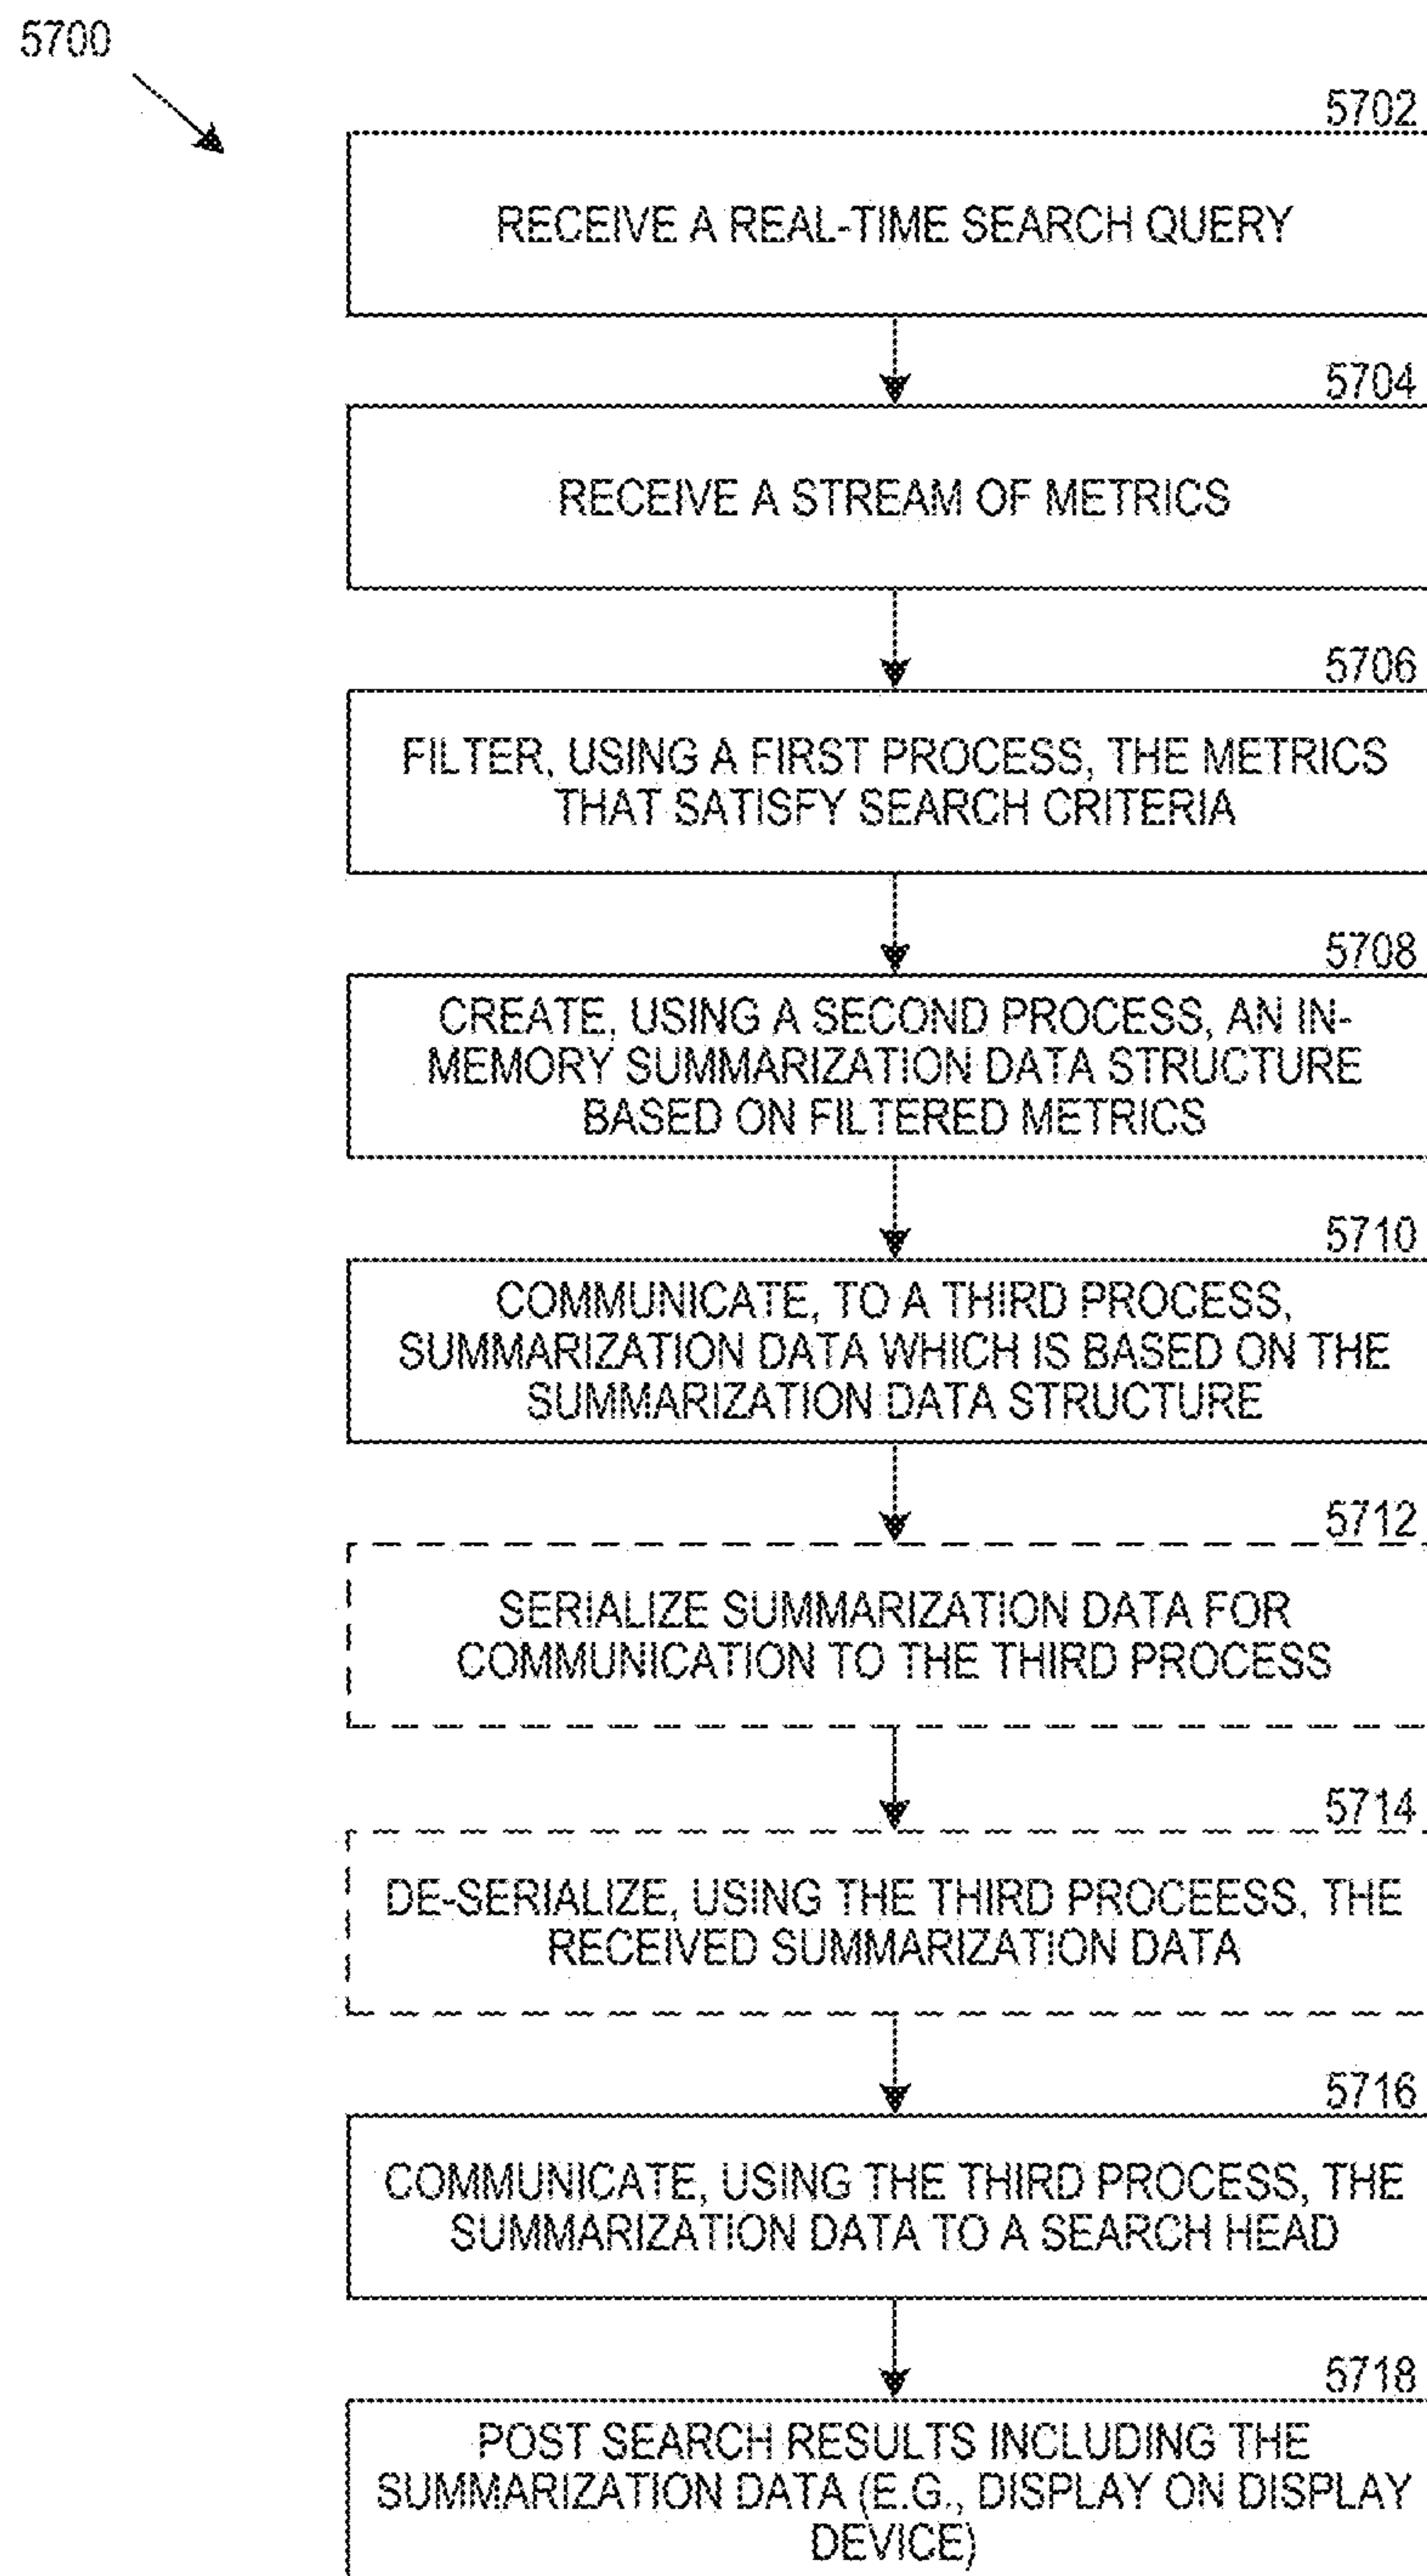 5700
5702
RECEIVE A REAL-TIME SEARCH QUERY
5704
RECEIVE A STREAM OF METRICS
5706
FILTER, USING A FIRST PROCESS, THE METRICS
THAT SATISFY SEARCH CRITERIA
5708
CREATE, USING A SECOND PROCESS, AN IN-
MEMORY SUMMARIZATION DATA STRUCTURE
BASED ON FILTERED METRICS
5710
COMMUNICATE, TO A THIRD PROCESS,
SUMMARIZATION DATA WHICH IS BASED ON THE
SUMMARIZATION DATA STRUCTURE
5712
SERIALIZE SUMMARIZATION DATA FOR
COMMUNICATION TO THE THIRD PROCESS
5714
DE-SERIALIZE, USING THE THIRD PROCEESS, THE
RECEIVED SUMMARIZATION DATA
5716
COMMUNICATE, USING THE THIRD PROCESS, THE
SUMMARIZATION DATA TO A SEARCH HEAD
5718
POST SEARCH RESULTS INCLUDING THE
SUMMARIZATION DATA (E.G., DISPLAY ON DISPLAY
DEVICE)